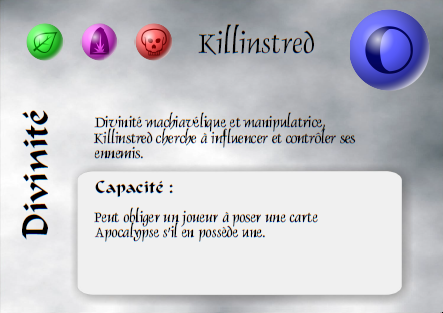 Killinstred
Divinité
Divinité machiavélique et manipulatrice,
Killinstred cherche à influencer et contrôler ses
ennemis.
Capacité :
Peut obliger un joueur à poser une carte
Apocalypse s'il en possède une.